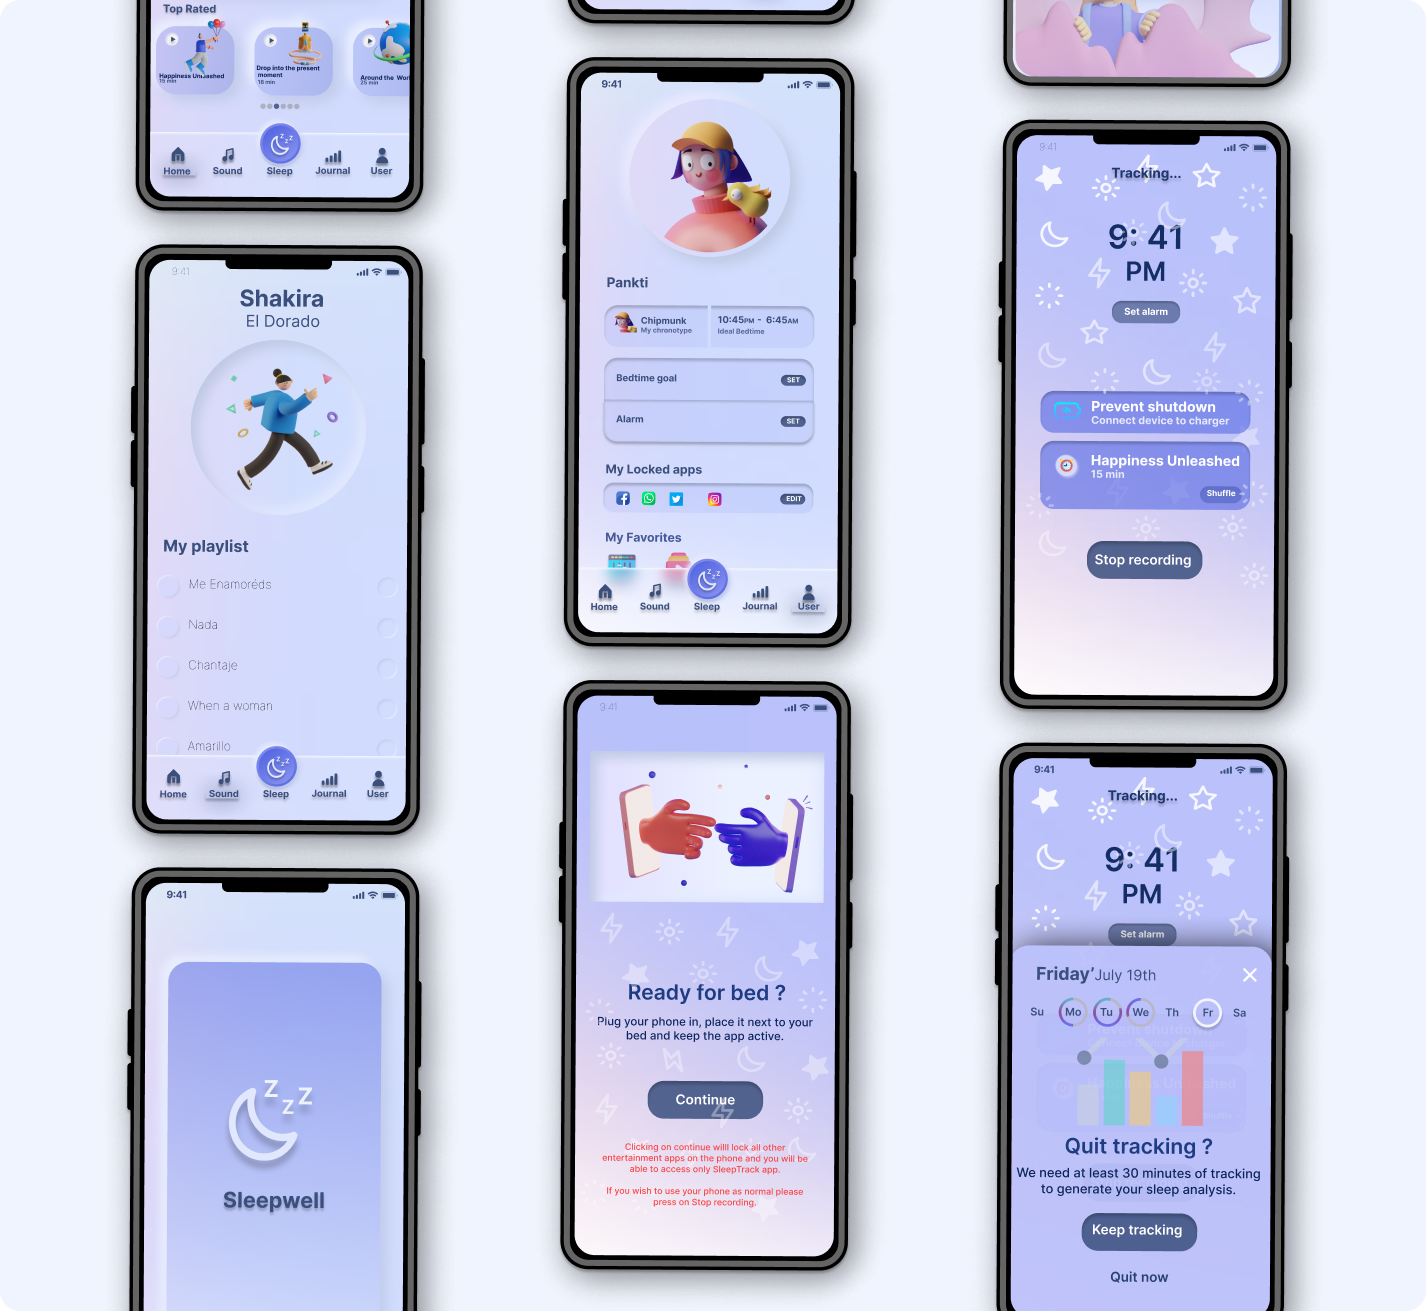 Top Rated
Happiness Unleashed
15 min
Drop into the present
moment
18 min
Around the Wor
25 min
Home
Sound
Sleep
Journal
User
9:41
Shakira
El Dorado
My playlist
Me Enamoréds
Nada
Chantaje
When a woman
Amarillo
Home
Sound
Sleep
Journal
User
9:41
Sleepwell
9:41
Pankti
Chipmunk
My chronotype
10:45PM - 6:45AM
Ideal Bedtime
Bedtime goal
SET
Alarm
SET
My Locked apps
EDIT
My Favorites
Home
Sound
Sleep
Journal
User
9:41
Ready for bed ?
Plug your phone in, place it next to your
bed and keep the app active.
Continue
Clicking on continue willl lock all other
entertainment apps on the phone and you will be
able to access only SleepTrack app.
If you wish to use your phone as normal please
press on Stop recording.
9:41
Tracking...
9: 41
PM
Set alarm
Prevent shutdown
Connect device to charger
Happiness Unleashed
15 min
Shuffle
Stop recording
9:41
Tracking...
9: 41
PM
Set alarm
Friday'July 19th
Su Mo Tu We Th Fr Sa
Quit tracking ?
We need at least 30 minutes of tracking
to generate your sleep analysis.
Keep tracking
Quit now